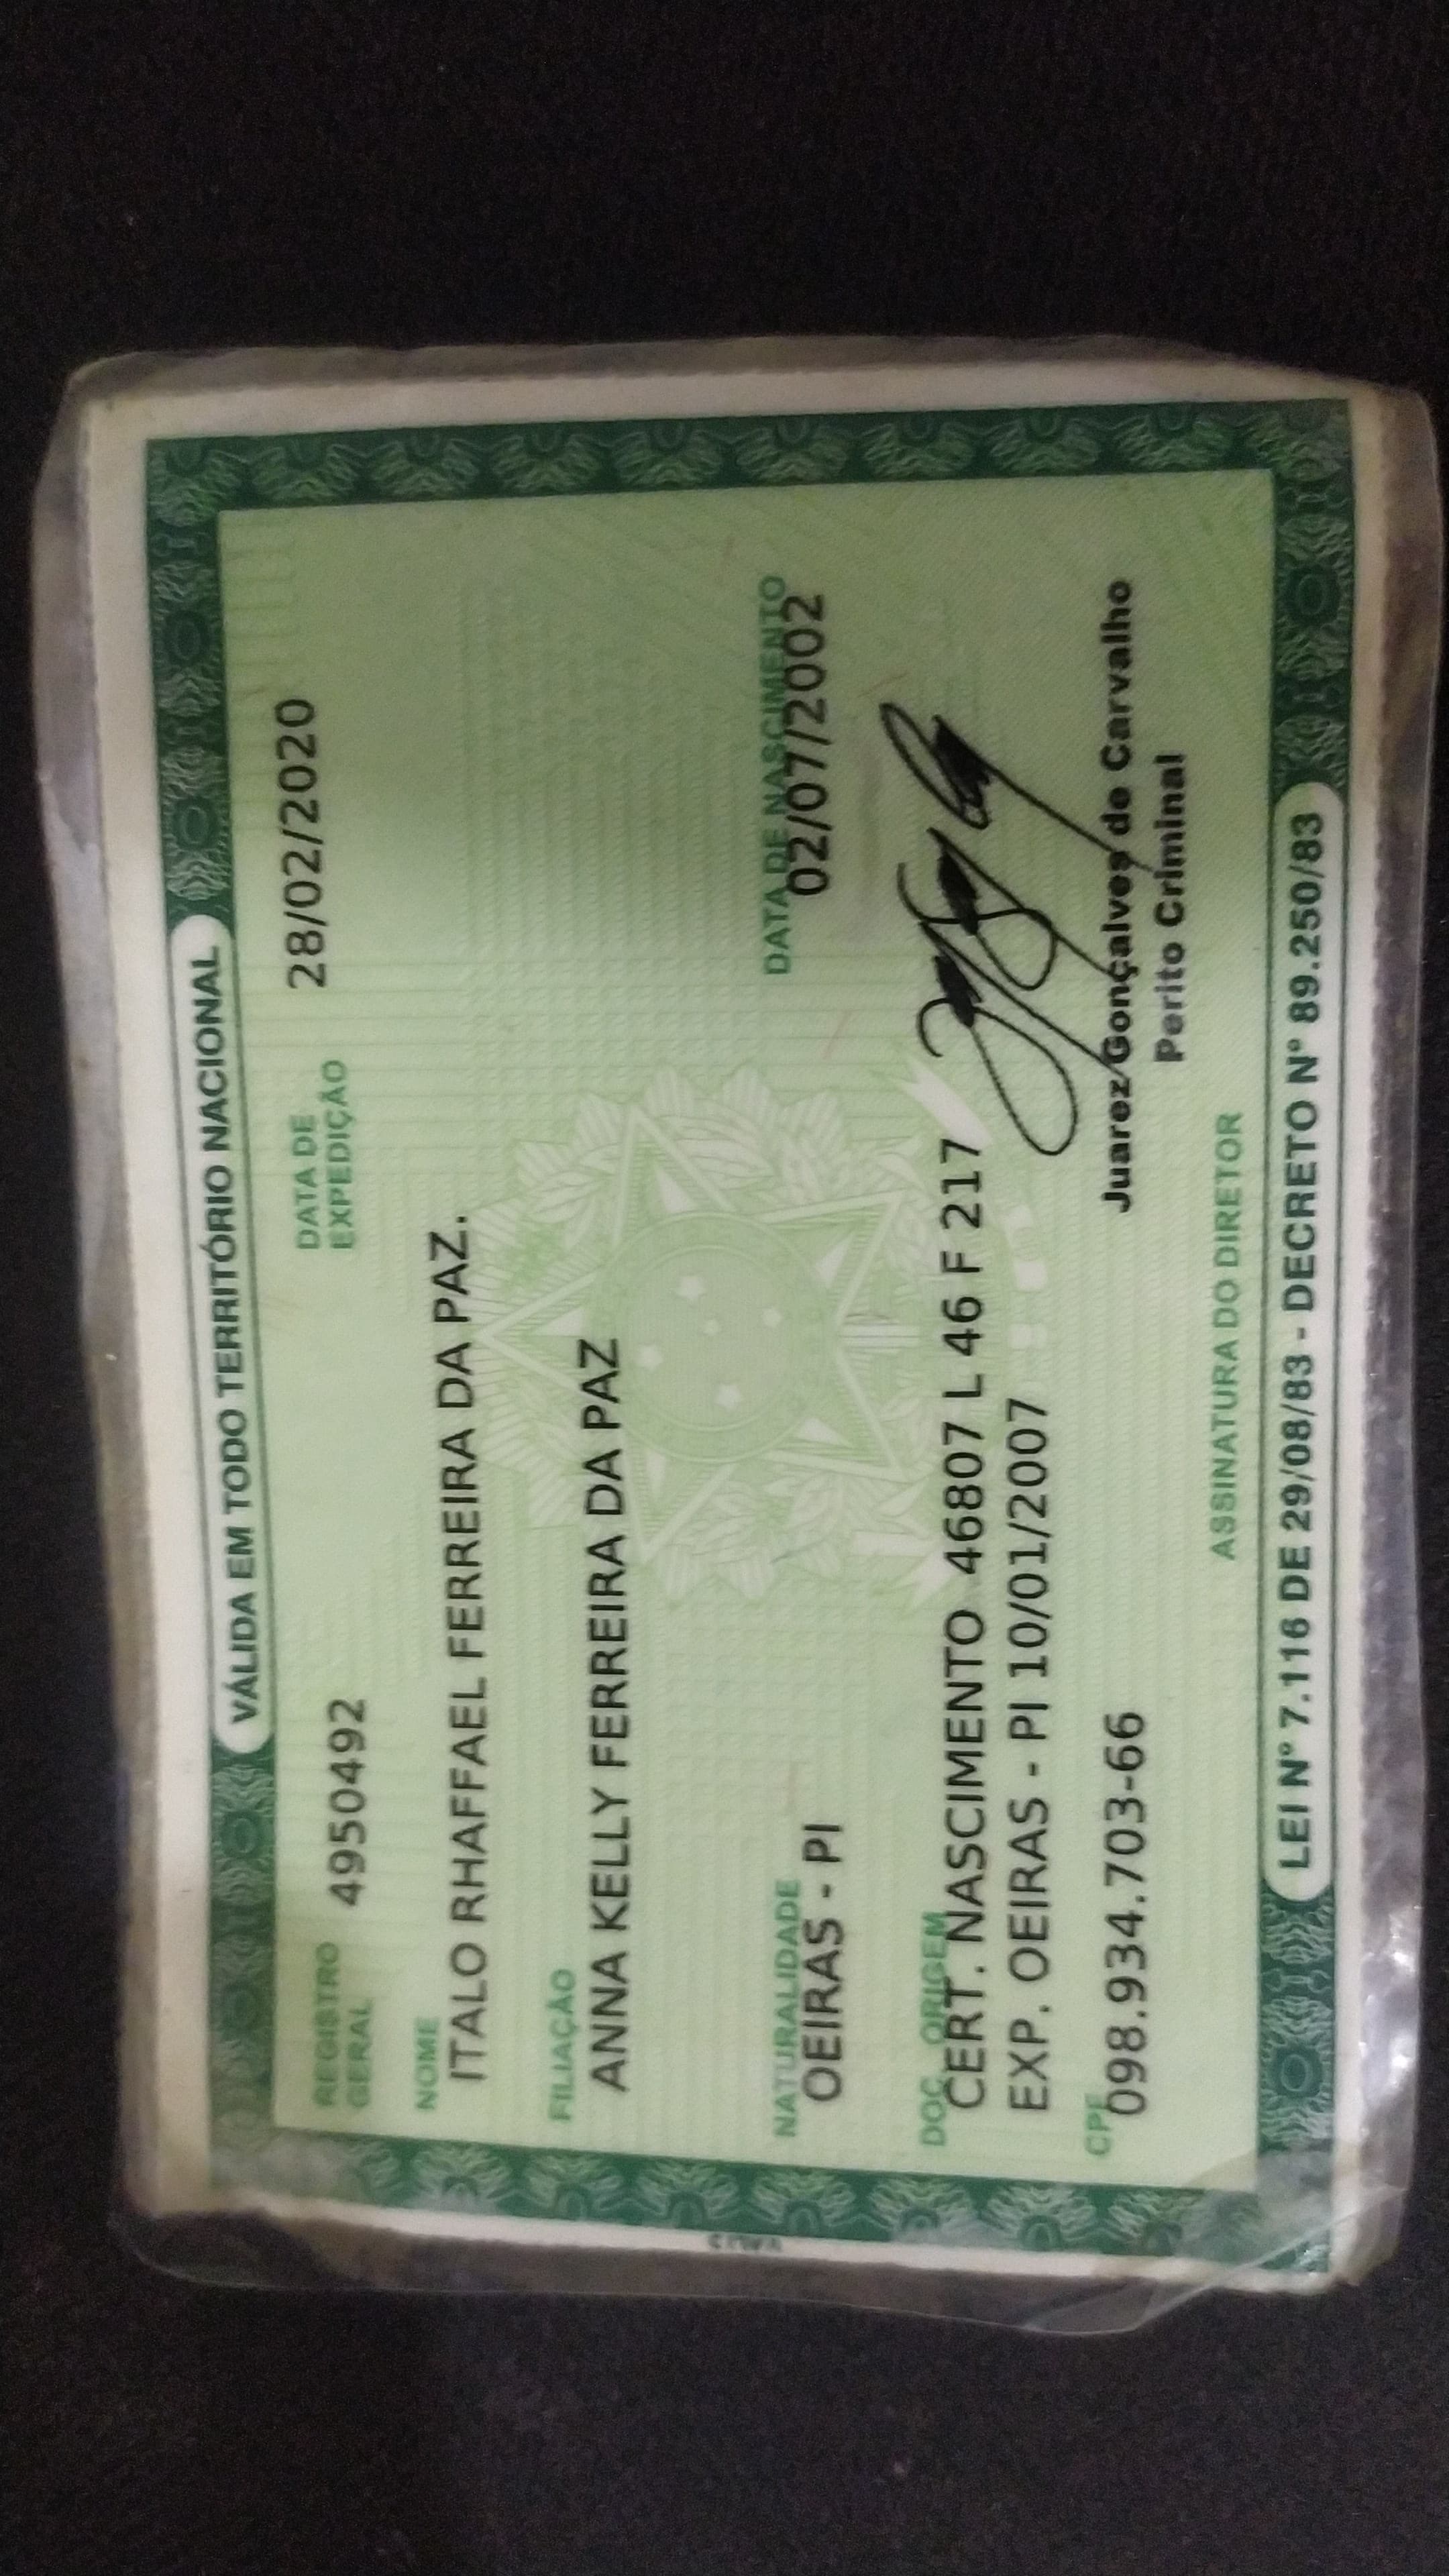 VÁLIDA EM TODO TERRITÓRIO NACIONAL
REGISTRO GERAL 4950492 DATA DE EXPEDIÇÃO 28/02/2020
NOME
ITALO RHAFFAEL FERREIRA DA PAZ.
FILIAÇÃO
ANNA KELLY FERREIRA DA PAZ
NATURALIDADE DATA DE NASCIMENTO
OEIRAS - PI 02/07/2002
DOC. ORIGEM
CERT. NASCIMENTO 46807 L 46 F 217
EXP. OEIRAS - PI 10/01/2007
CPF
098.934.703-66
Juarez Gonçalves de Carvalho
Perito Criminal
ASSINATURA DO DIRETOR
LEI Nº 7.116 DE 29/08/83 - DECRETO Nº 89.250/83